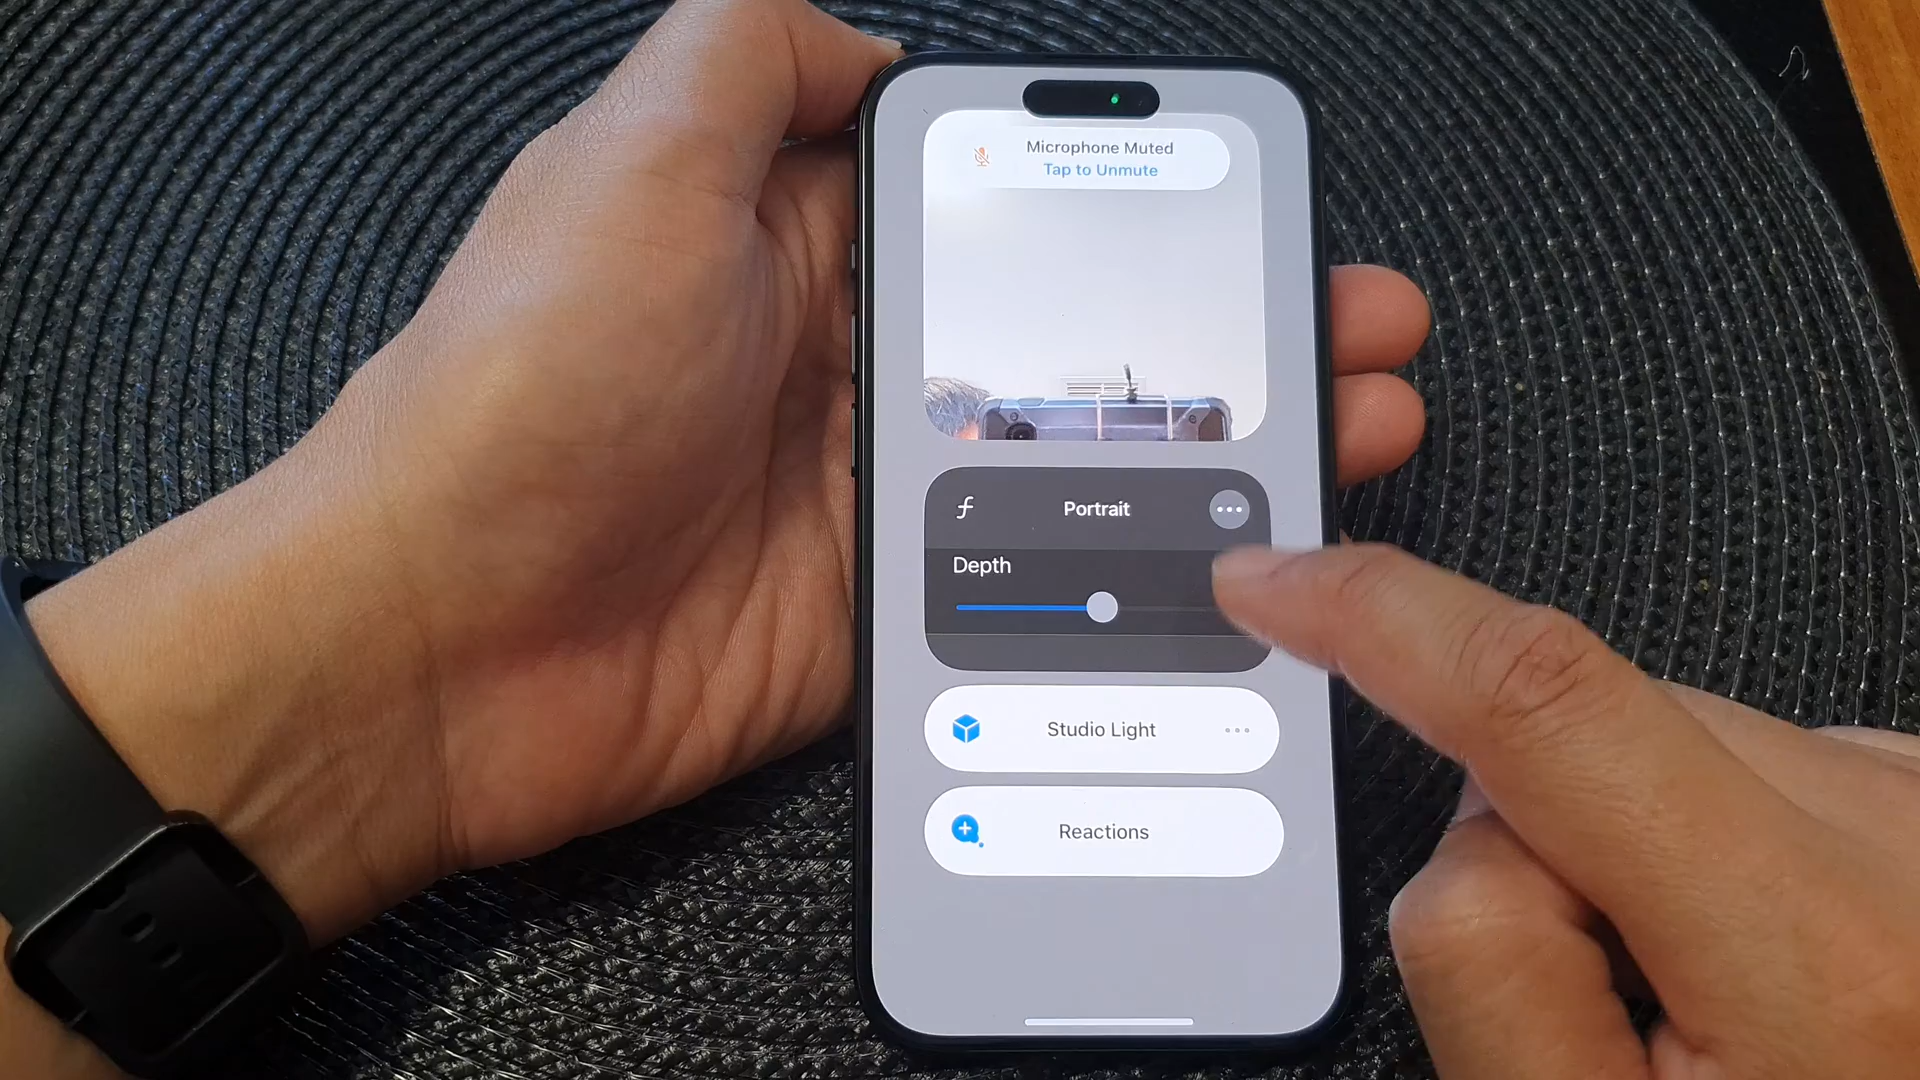 Microphone Muted
Tap to Unmute
Portrait
Depth
Studio Light
Reactions